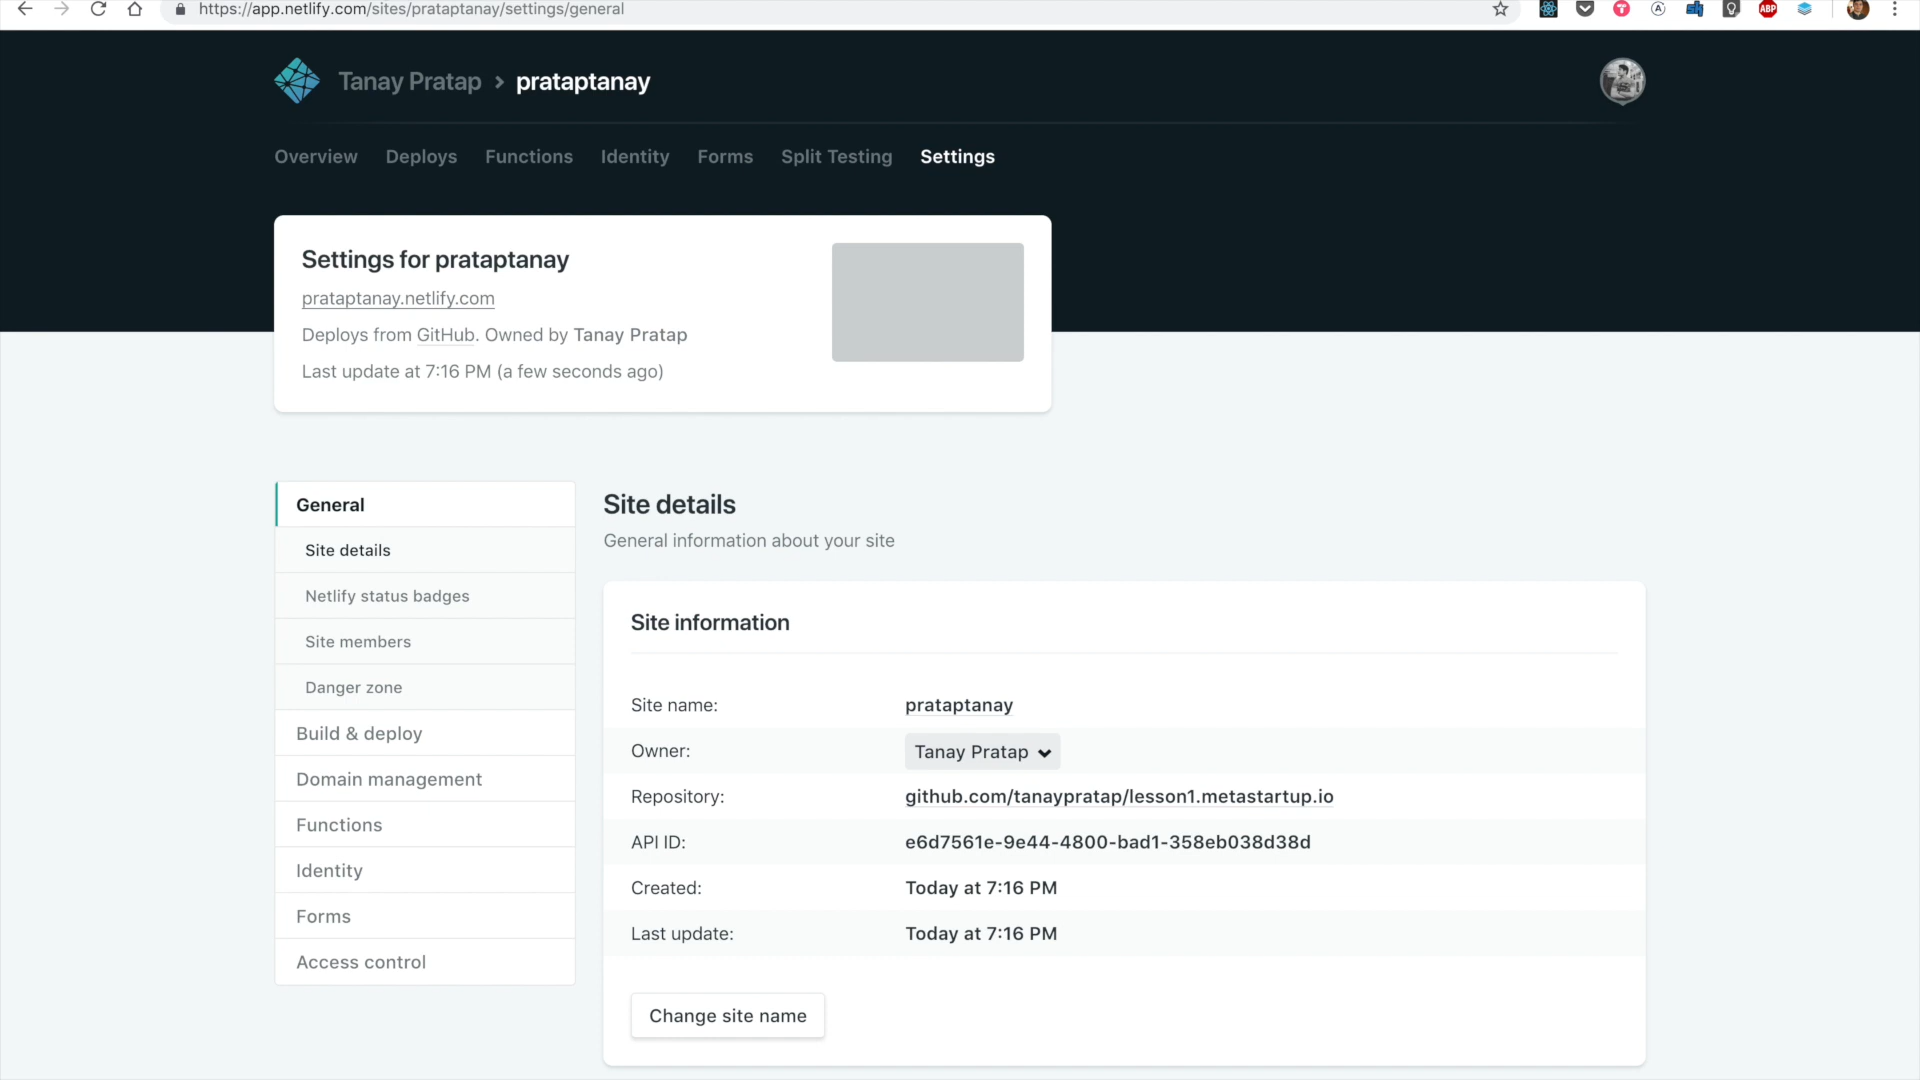 https://app.netlify.com/sites/prataptanay/settings/general
ABP
Tanay Pratap > prataptanay
Overview Deploys Functions Identity Forms Split Testing Settings
Settings for prataptanay
prataptanay.netlify.com
Deploys from GitHub. Owned by Tanay Pratap
Last update at 7:16 PM (a few seconds ago)
General
Site details
Netlify status badges
Site members
Danger zone
Build & deploy
Domain management
Functions
Identity
Forms
Access control
Site details
General information about your site
Site information
Site name: prataptanay
Owner: Tanay Pratap
Repository: github.com/tanaypratap/lesson1.metastartup.io
API ID: e6d7561e-9e44-4800-bad1-358eb038d38d
Created: Today at 7:16 PM
Last update: Today at 7:16 PM
Change site name